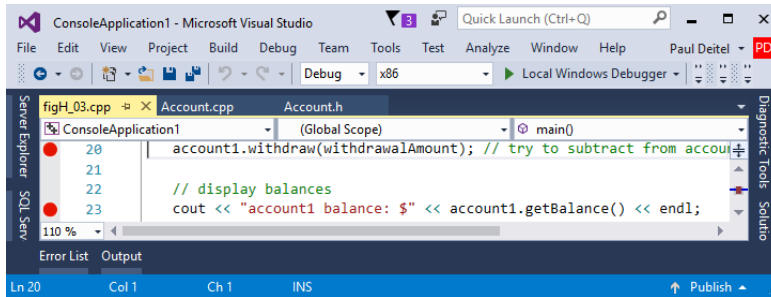 ConsoleApplication1 - Microsoft Visual Studio
3
Quick Launch (Ctrl+Q)
File Edit View Project Build Debug Team Tools Test Analyze Window Help Paul Deitel PD
Debug x86 Local Windows Debugger
Server Explorer
SQL Serv
figH_03.cpp Account.cpp Account.h
ConsoleApplication1 (Global Scope) main()
20 account1.withdraw(withdrawalAmount); // try to subtract from accou
21
22 // display balances
23 cout << "account1 balance: $" << account1.getBalance() << endl;
110 %
Diagnostic Tools
Solutio
Error List Output
Ln 20 Col 1 Ch 1 INS Publish